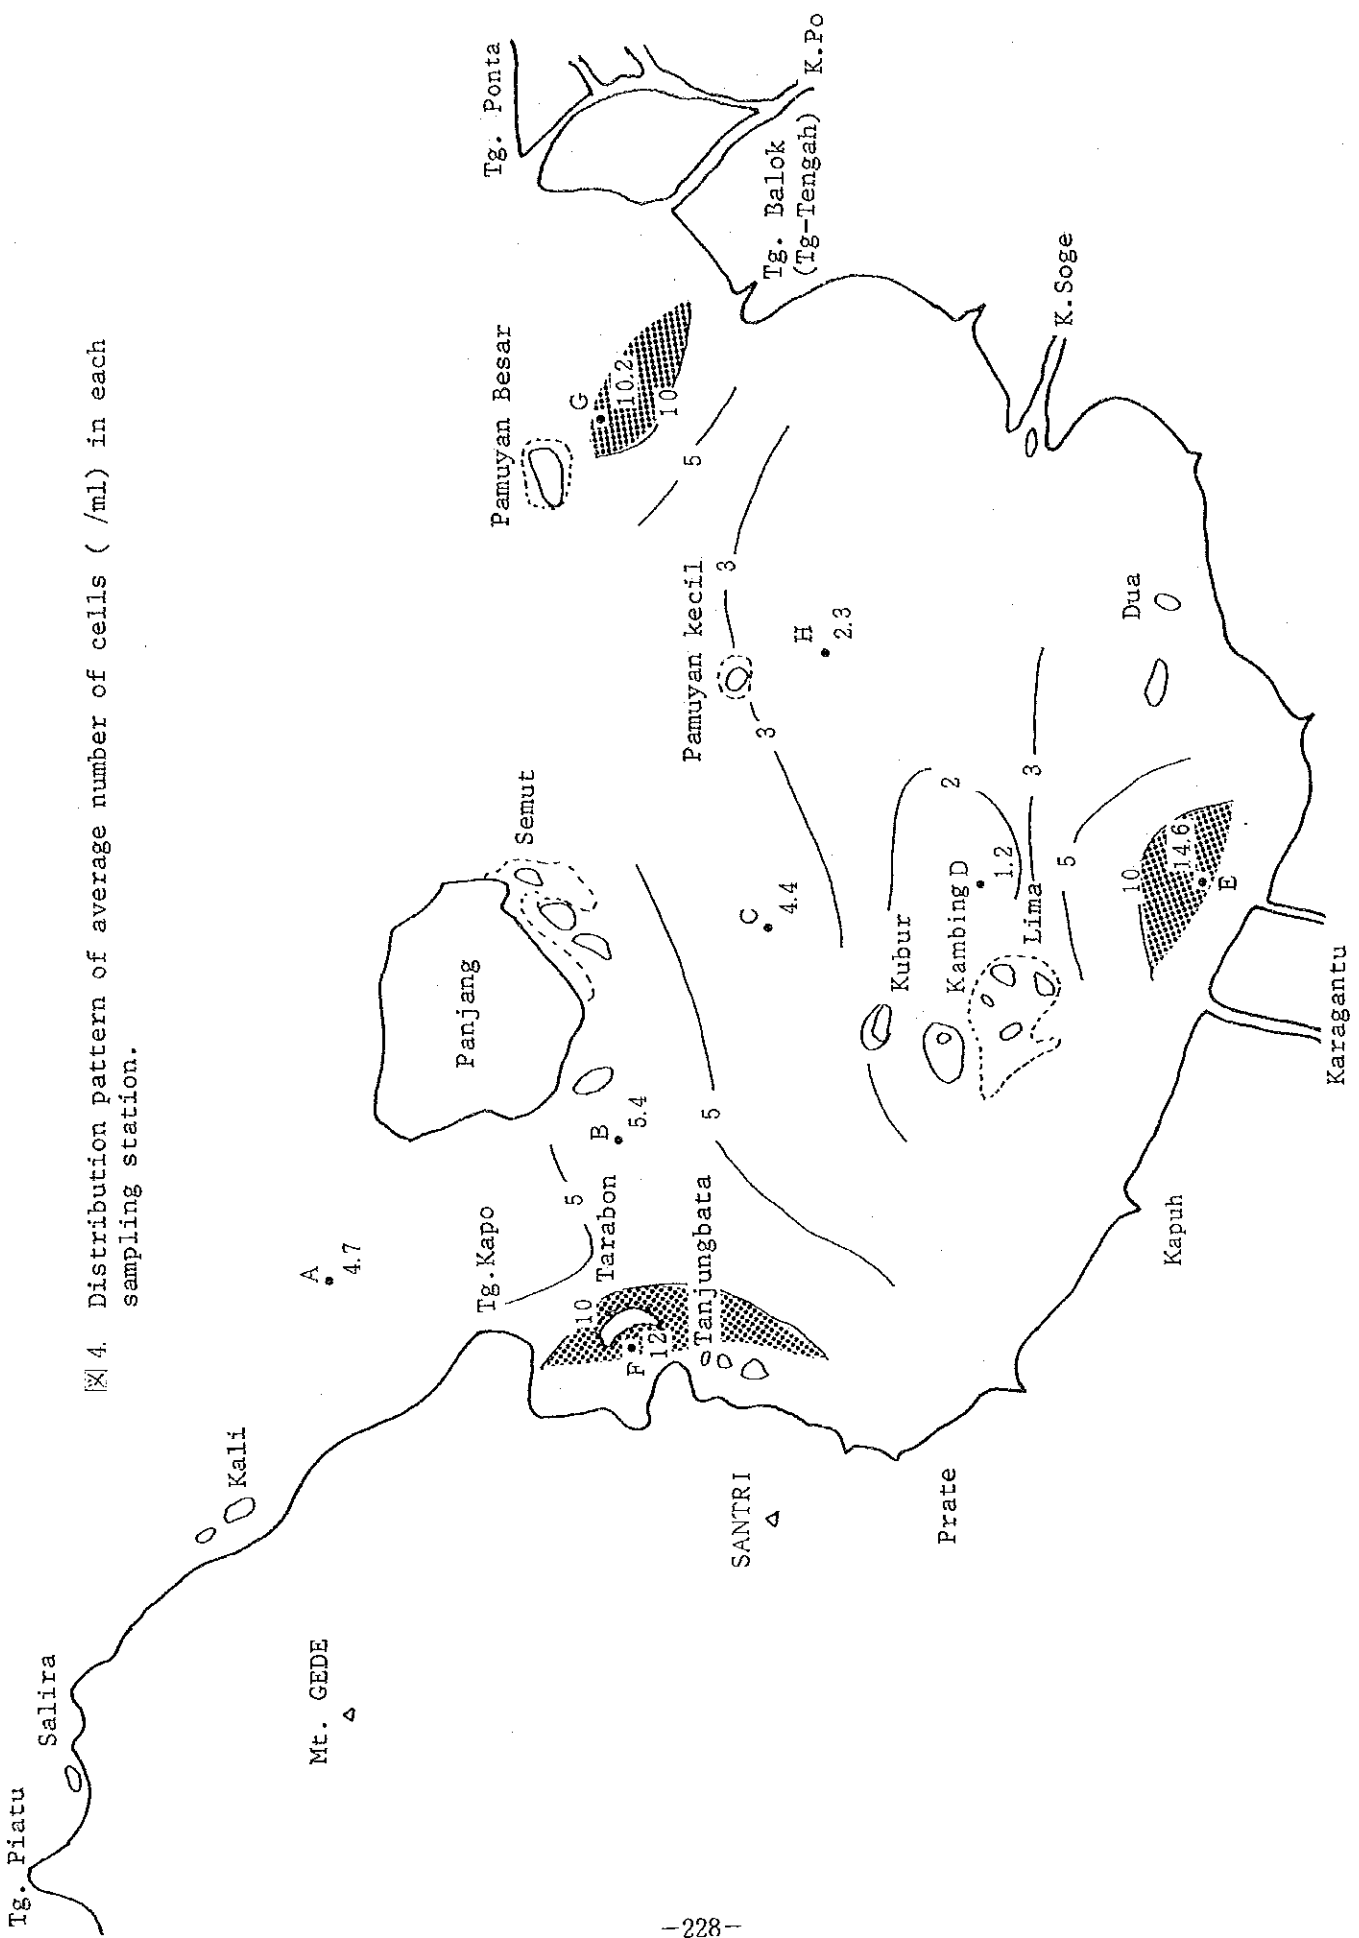 図 4. Distribution pattern of average number of cells ( /ml) in each
sampling station.
Tg. Piatu
Salira
Kali
Mt. GEDE
SANTRI
Prate
Kapuh
Karagantu
A
4.7
Tg.Kapo
5
Tarabon
10
F
12
Tanjungbata
B
5.4
5
Panjang
Semut
C
4.4
Kubur
Kambing
D
1.2
Lima
2
3
5
10
14.6
E
Pamuyan kecil
3
3
H
2.3
Dua
Pamuyan Besar
G
10.2
10
5
Tg. Ponta
K.Po
Tg. Balok
(Tg-Tengah)
K.Soge
-228-